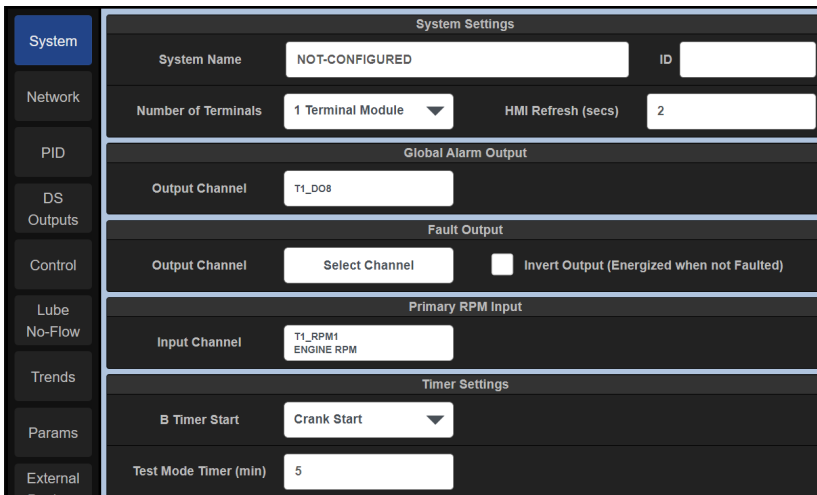 System
Network
PID
DS
Outputs
Control
Lube
No-Flow
Trends
Params
External
System Settings
System Name NOT-CONFIGURED ID
Number of Terminals 1 Terminal Module HMI Refresh (secs) 2
Global Alarm Output
Output Channel T1_DO8
Fault Output
Output Channel Select Channel Invert Output (Energized when not Faulted)
Primary RPM Input
Input Channel T1_RPM1
ENGINE RPM
Timer Settings
B Timer Start Crank Start
Test Mode Timer (min) 5